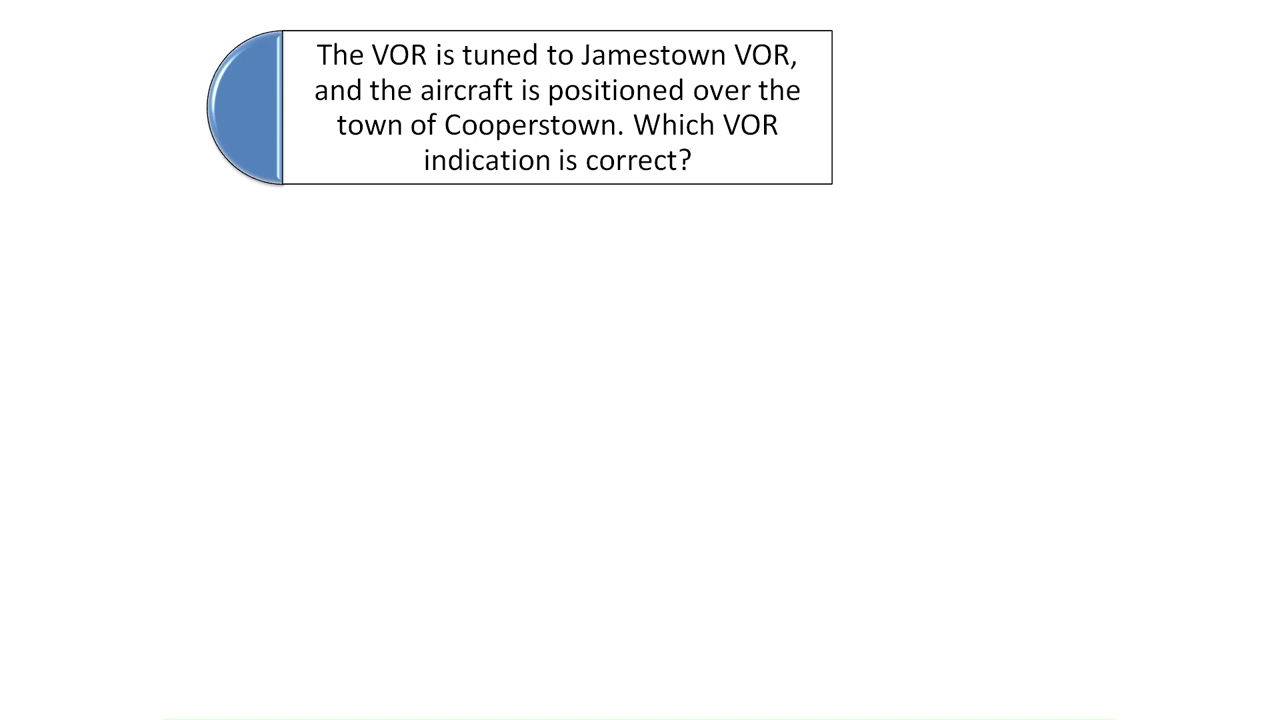 The VOR is tuned to Jamestown VOR,
and the aircraft is positioned over the
town of Cooperstown. Which VOR
indication is correct?